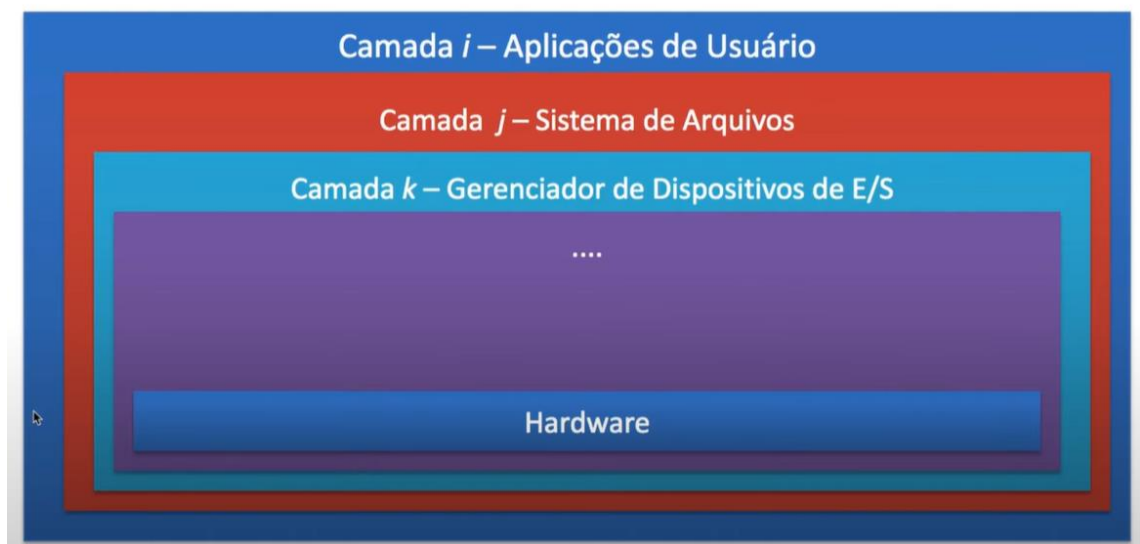 Camada i – Aplicações de Usuário
Camada j – Sistema de Arquivos
Camada k – Gerenciador de Dispositivos de E/S
....
Hardware